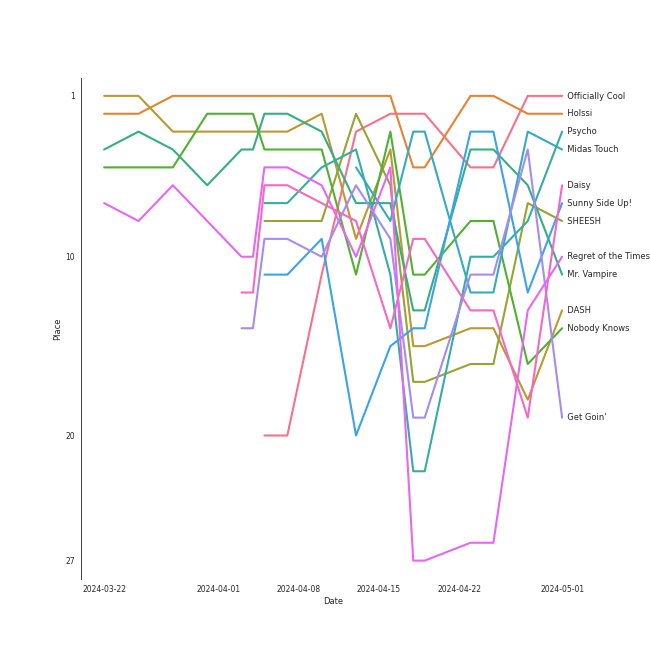 1
Officially Cool
Holssi
Psycho
Midas Touch
Daisy
Sunny Side Up!
SHEESH
10
Regret of the Times
Mr. Vampire
DASH
Nobody Knows
Place
Get Goin'
20
27
2024-03-22
2024-04-01
2024-04-08
2024-04-15
2024-04-22
2024-05-01
Date